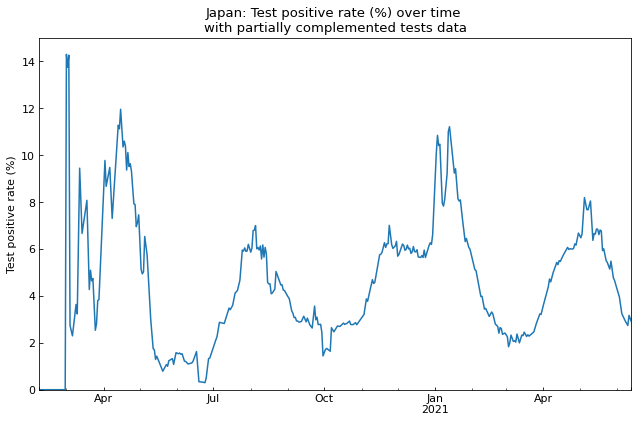 Japan: Test positive rate (%) over time
with partially complemented tests data
Test positive rate (%)
14
12
10
8
6
4
2
0
Apr
Jul
Oct
Jan
2021
Apr